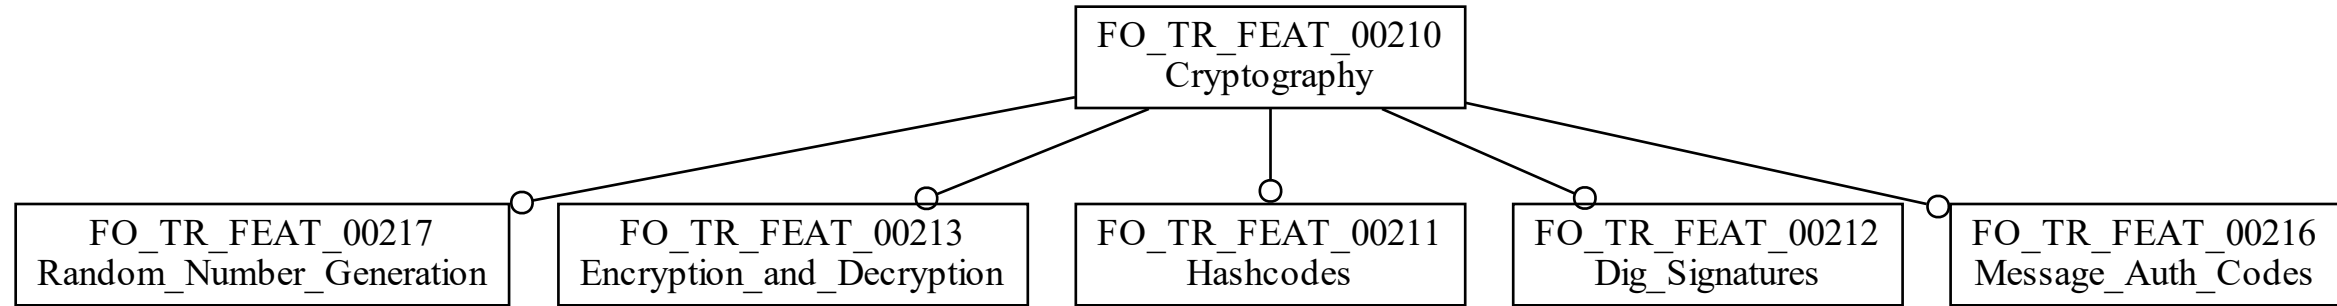 FO_TR_FEAT_00210
Cryptography
FO_TR_FEAT_00217
Random_Number_Generation
FO_TR_FEAT_00213
Encryption_and_Decryption
FO_TR_FEAT_00211
Hashcodes
FO_TR_FEAT_00212
Dig_Signatures
FO_TR_FEAT_00216
Message_Auth_Codes